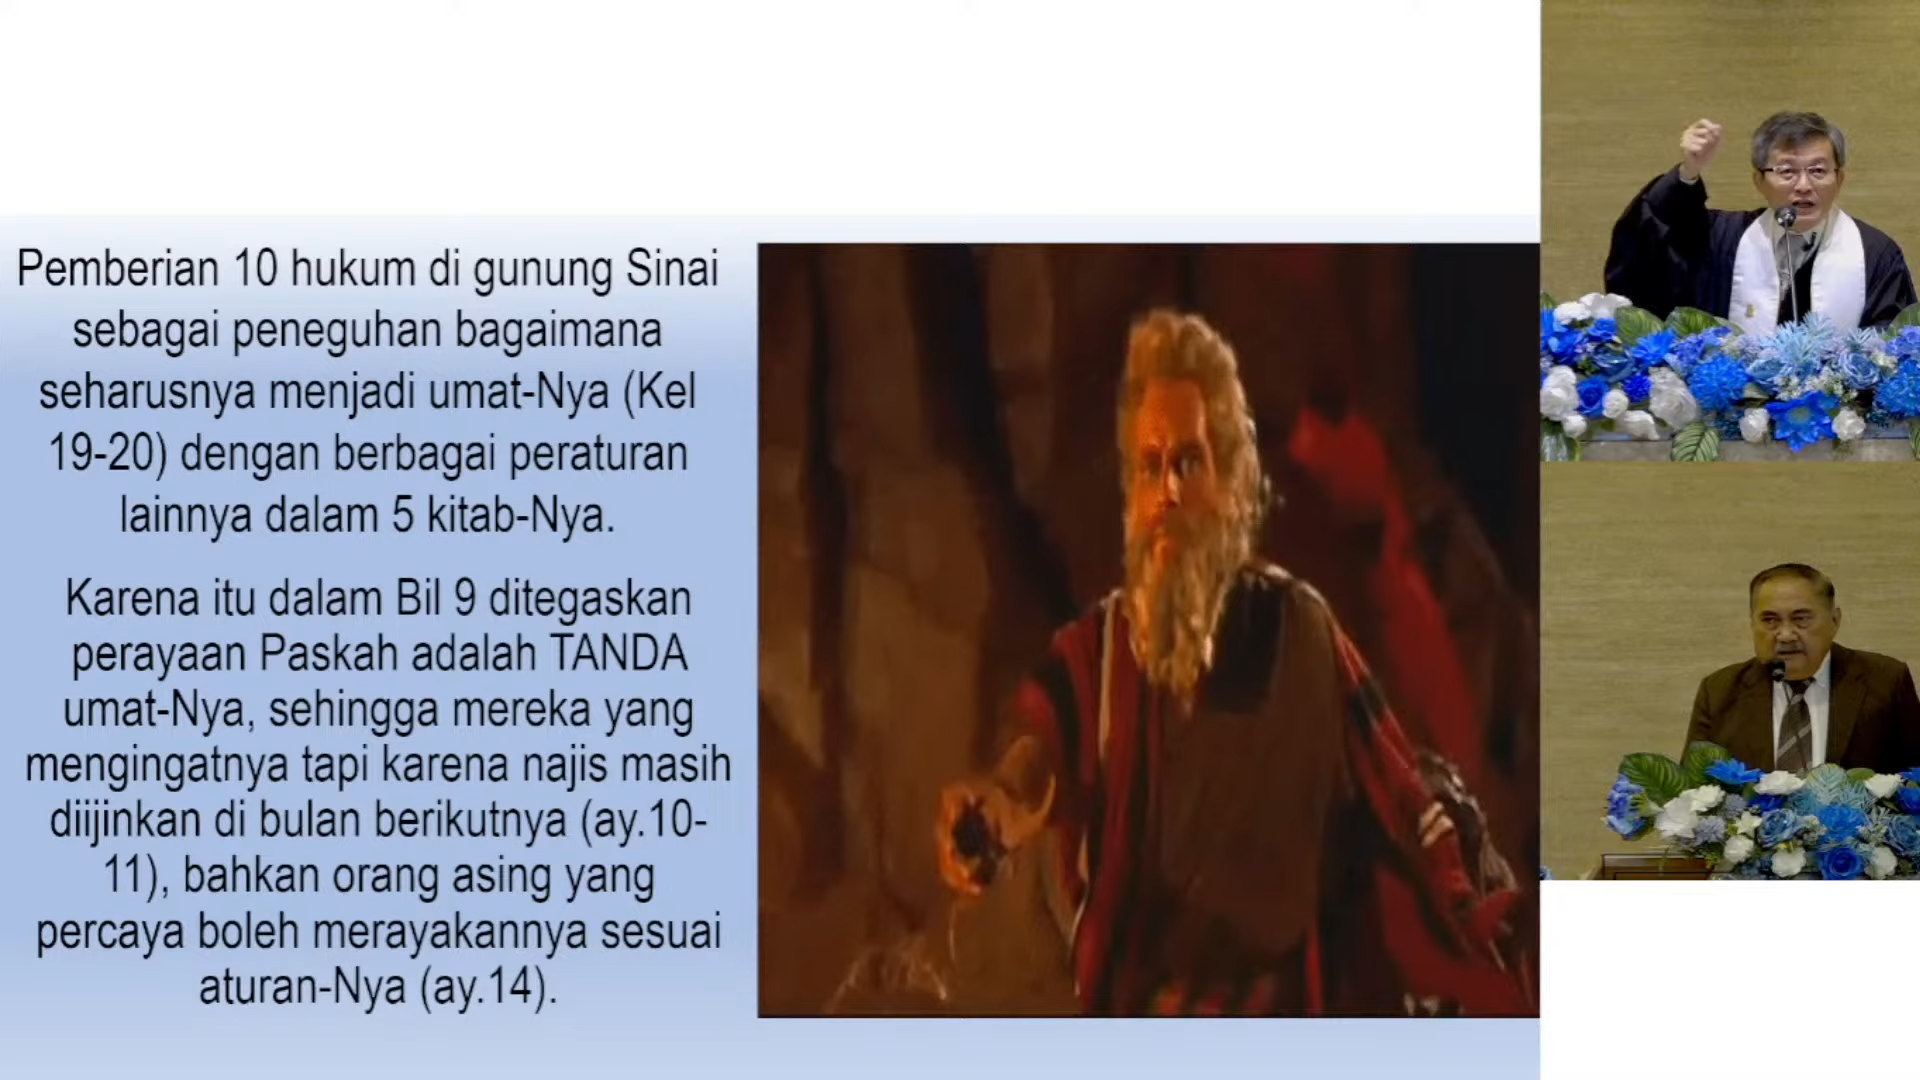 Pemberian 10 hukum di gunung Sinai
sebagai peneguhan bagaimana
seharusnya menjadi umat-Nya (Kel
19-20) dengan berbagai peraturan
lainnya dalam 5 kitab-Nya.
Karena itu dalam Bil 9 ditegaskan
perayaan Paskah adalah TANDA
umat-Nya, sehingga mereka yang
mengingatnya tapi karena najis masih
diijinkan di bulan berikutnya (ay.10-
11), bahkan orang asing yang
percaya boleh merayakannya sesuai
aturan-Nya (ay.14).